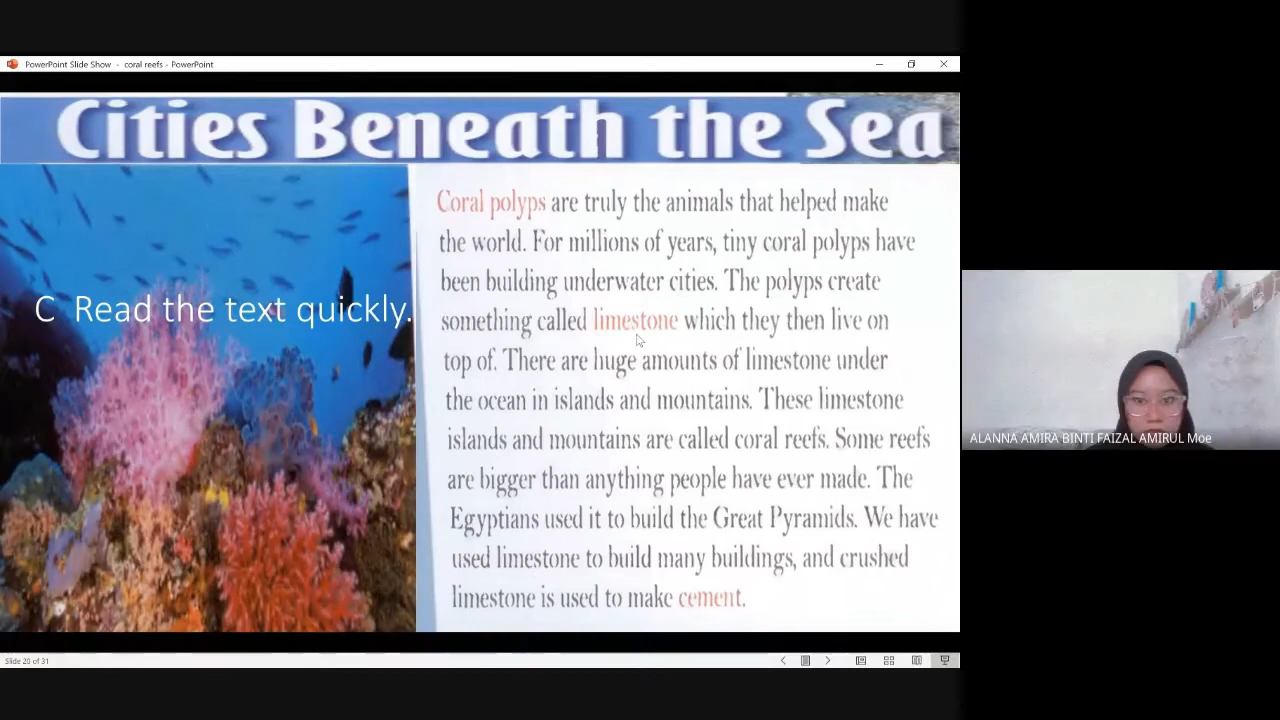 PowerPoint Slide Show - coral reefs - PowerPoint
Cities Beneath the Sea
C Read the text quickly.
Coral polyps are truly the animals that helped make
the world. For millions of years, tiny coral polyps have
been building underwater cities. The polyps create
something called limestone which they then live on
top of. There are huge amounts of limestone under
the ocean in islands and mountains. These limestone
islands and mountains are called coral reefs. Some reefs
are bigger than anything people have ever made. The
Egyptians used it to build the Great Pyramids. We have
used limestone to build many buildings, and crushed
limestone is used to make cement.
ALANNA AMIRA BINTI FAIZAL AMIRUL Moe
Slide 20 of 31